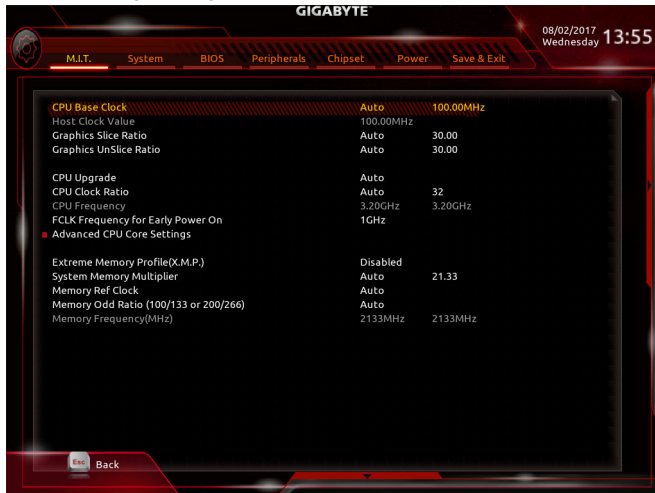 GIGABYTE
08/02/2017
Wednesday 13:55
M.I.T. System BIOS Peripherals Chipset Power Save & Exit
CPU Base Clock Auto 100.00MHz
Host Clock Value 100.00MHz
Graphics Slice Ratio Auto 30.00
Graphics UnSlice Ratio Auto 30.00
CPU Upgrade Auto
CPU Clock Ratio Auto 32
CPU Frequency 3.20GHz 3.20GHz
FCLK Frequency for Early Power On 1GHz
Advanced CPU Core Settings
Extreme Memory Profile(X.M.P.) Disabled
System Memory Multiplier Auto 21.33
Memory Ref Clock Auto
Memory Odd Ratio (100/133 or 200/266) Auto
Memory Frequency(MHz) 2133MHz 2133MHz
Esc Back